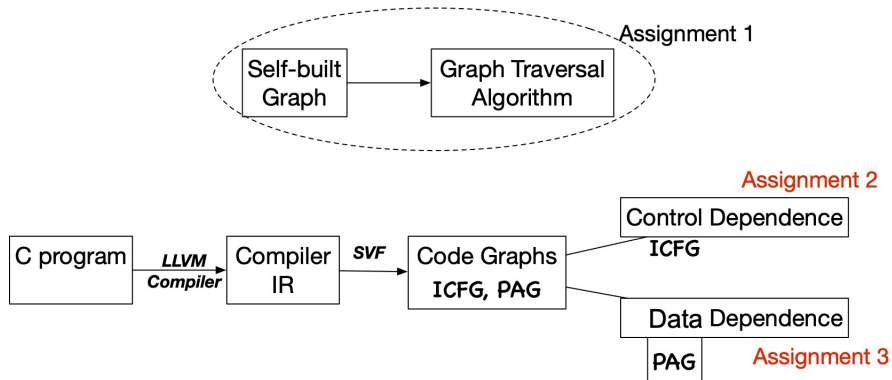 Assignment 1
Self-built
Graph
Graph Traversal
Algorithm
Assignment 2
Control Dependence
ICFG
C program
LLVM
Compiler
Compiler
IR
SVF
Code Graphs
ICFG, PAG
Data Dependence
PAG
Assignment 3